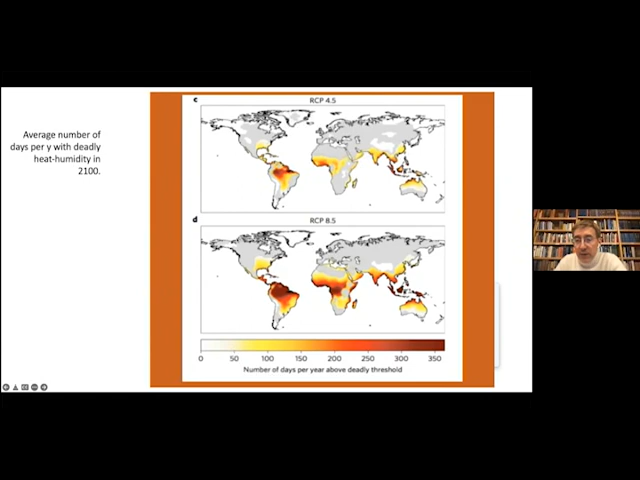 Average number of
days per y with deadly
heat-humidity in
2100.
c
RCP 4.5
d
RCP 8.5
0 50 100 150 200 250 300 350
Number of days per year above deadly threshold